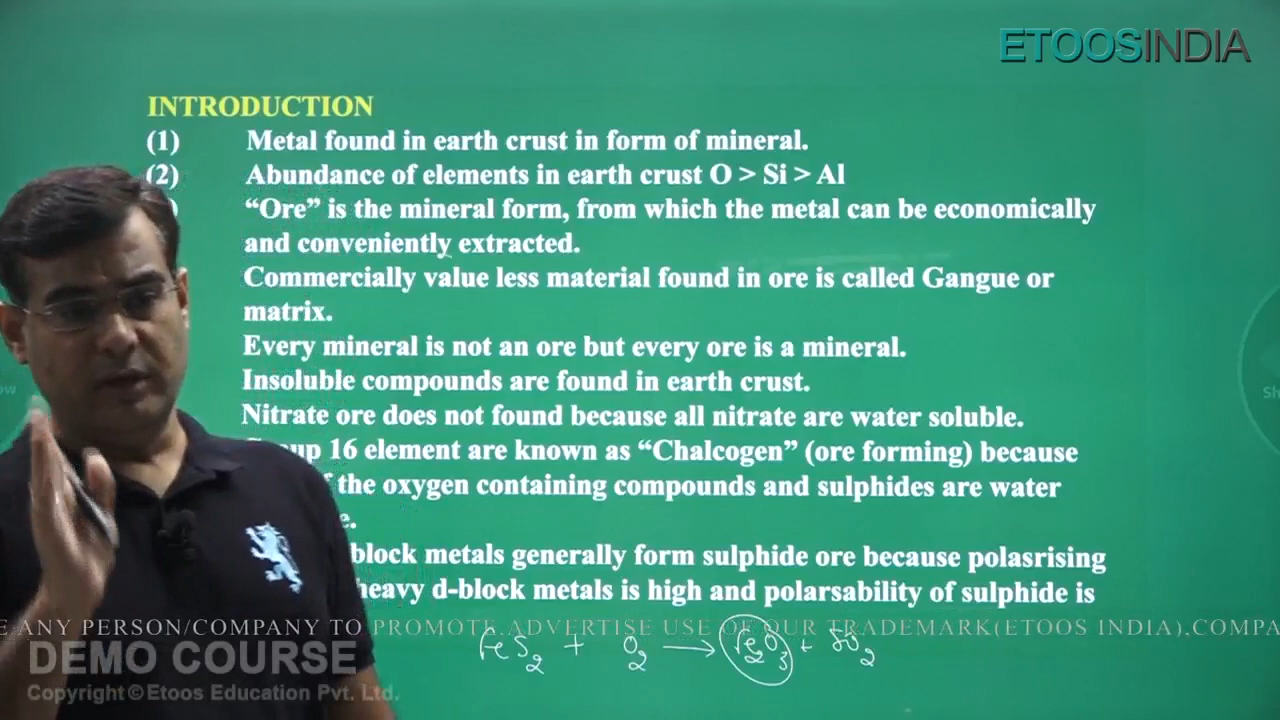 ETOOSINDIA
INTRODUCTION
(1) Metal found in earth crust in form of mineral.
(2) Abundance of elements in earth crust O > Si > Al
) “Ore” is the mineral form, from which the metal can be economically
and conveniently extracted.
Commercially value less material found in ore is called Gangue or
matrix.
Every mineral is not an ore but every ore is a mineral.
Insoluble compounds are found in earth crust.
Nitrate ore does not found because all nitrate are water soluble.
16 element are known as “Chalcogen” (ore forming) because
the oxygen containing compounds and sulphides are water
block metals generally form sulphide ore because polasrising
heavy d-block metals is high and polarsability of sulphide is
ANY PERSON/COMPANY TO PROMOTE,ADVERTISE USE OF OUR TRADEMARK(ETOOS INDIA),COMPA
FeS2 + O2 → Fe2O3 + SO2
DEMO COURSE
Copyright © Etoos Education Pvt. Ltd.